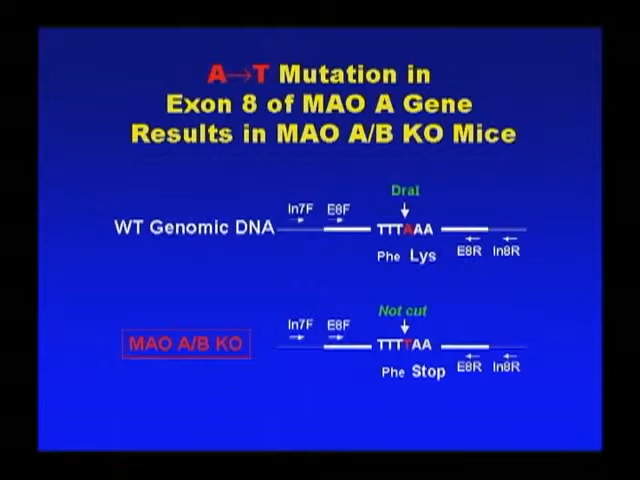 A→T Mutation in
Exon 8 of MAO A Gene
Results in MAO A/B KO Mice
DraI
In7F E8F
WT Genomic DNA TTTAAA
Phe Lys E8R In8R
Not cut
In7F E8F
MAO A/B KO TTTTAA
Phe Stop E8R In8R